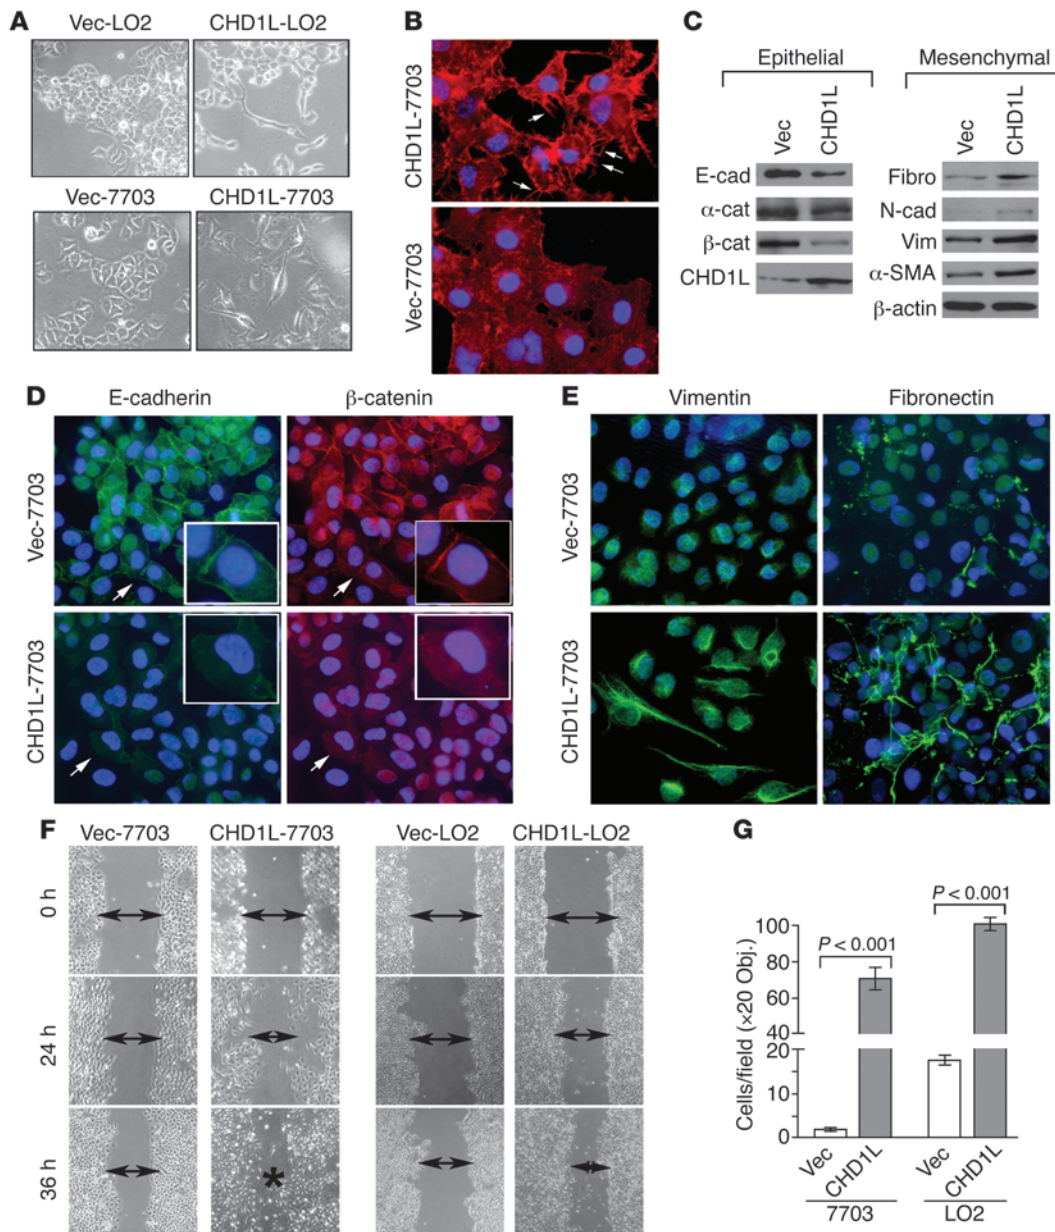 A
Vec-LO2
CHD1L-LO2
Vec-7703
CHD1L-7703
B
CHD1L-7703
Vec-7703
C
Epithelial
Mesenchymal
Vec
CHD1L
Vec
CHD1L
E-cad
α-cat
β-cat
CHD1L
Fibro
N-cad
Vim
α-SMA
β-actin
D
E-cadherin
β-catenin
Vec-7703
CHD1L-7703
E
Vimentin
Fibronectin
Vec-7703
CHD1L-7703
F
Vec-7703
CHD1L-7703
Vec-LO2
CHD1L-LO2
0 h
24 h
36 h
*
G
Cells/field (×20 Obj.)
100
80
60
40
20
10
0
P < 0.001
P < 0.001
Vec
CHD1L
Vec
CHD1L
7703
LO2